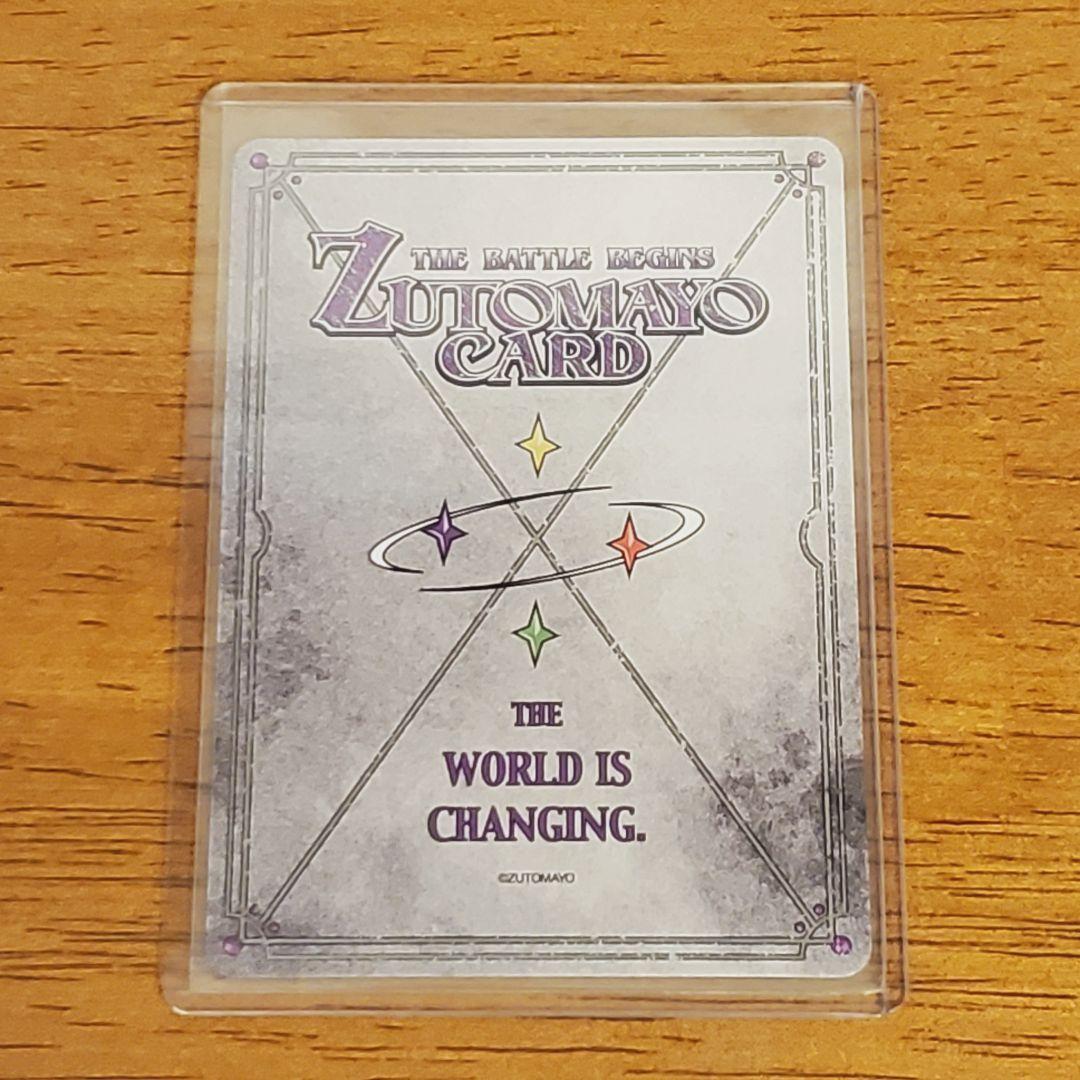 THE BATTLE BEGINS
ZUTOMAYO
CARD
THE
WORLD IS
CHANGING.
©ZUTOMAYO